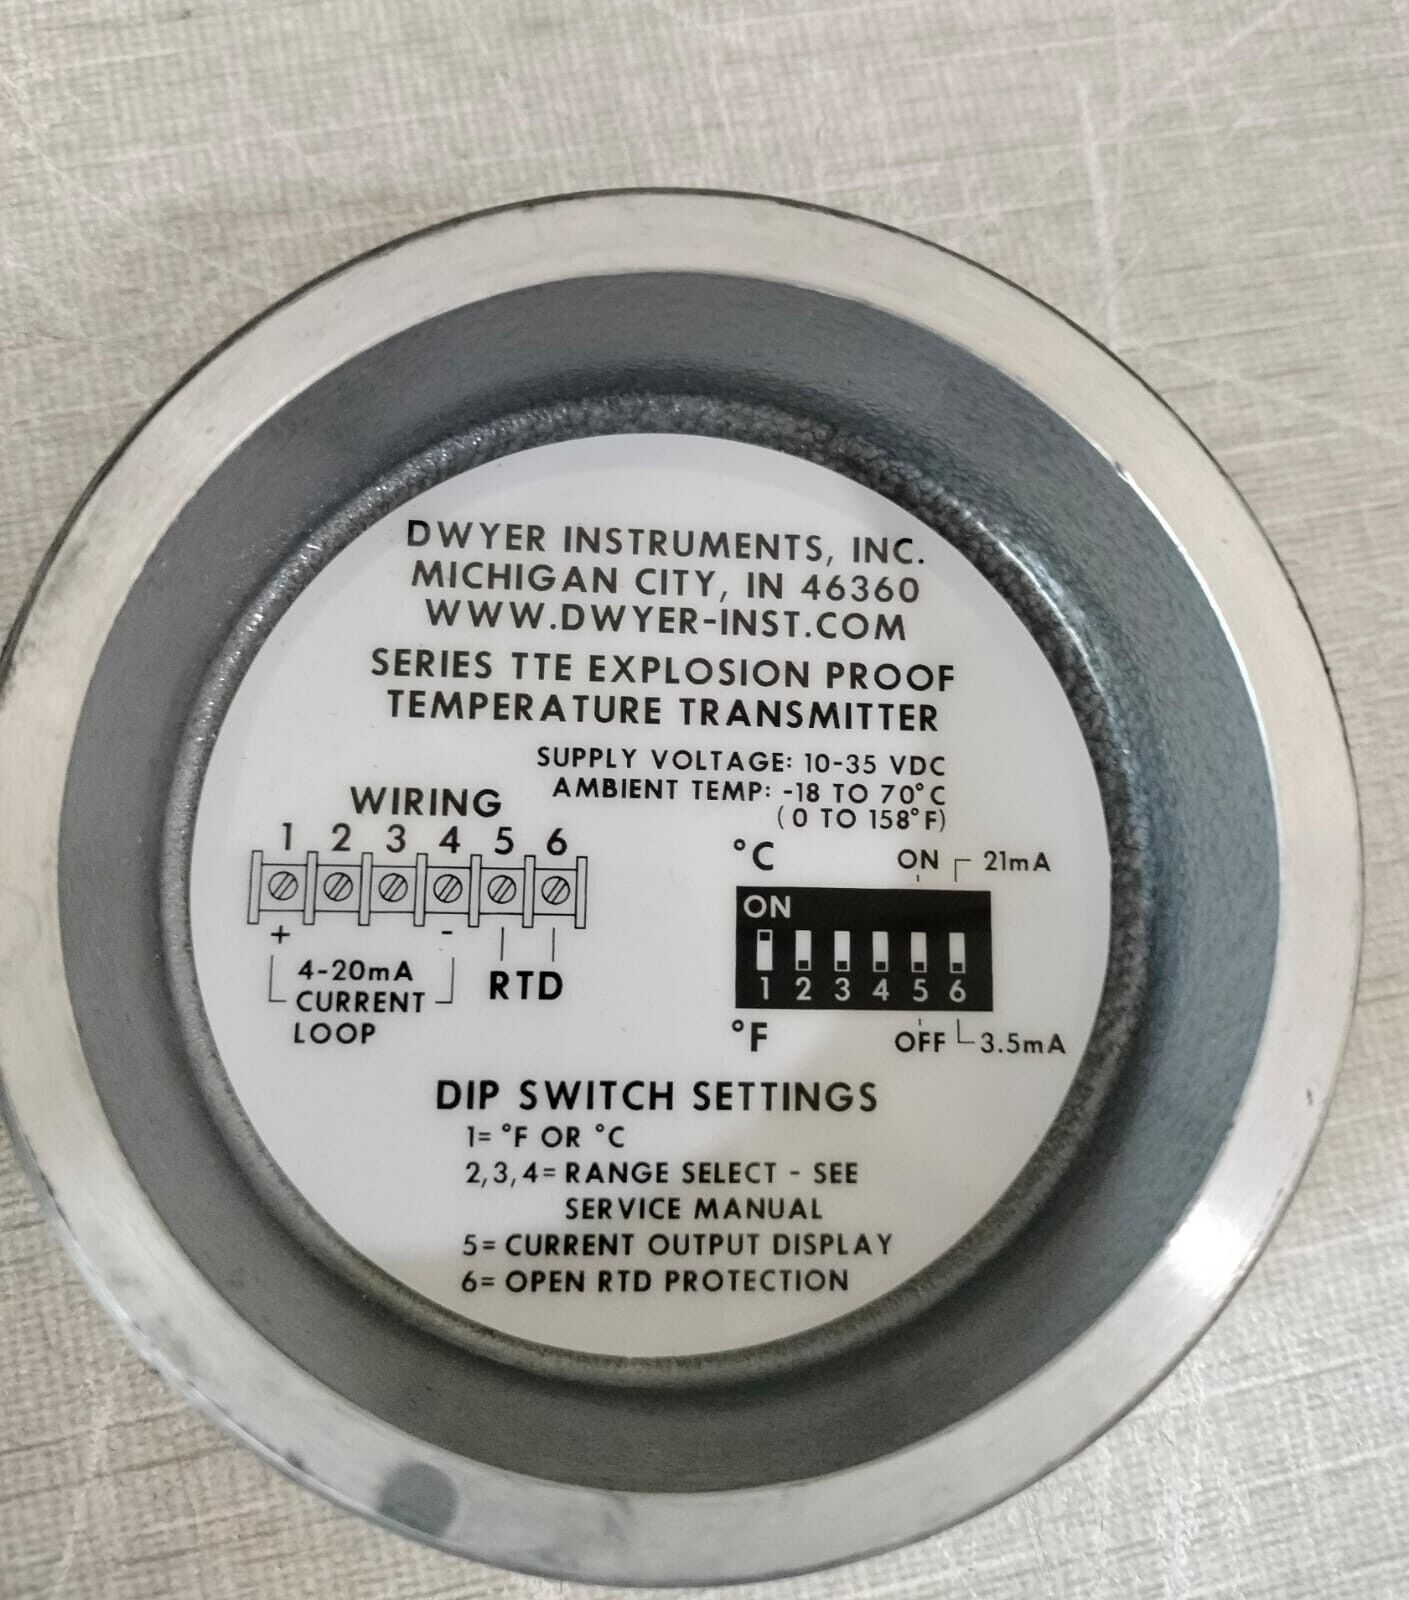 DWYER INSTRUMENTS, INC.
MICHIGAN CITY, IN 46360
WWW.DWYER-INST.COM
SERIES TTE EXPLOSION PROOF
TEMPERATURE TRANSMITTER
SUPPLY VOLTAGE: 10-35 VDC
AMBIENT TEMP: -18 TO 70°C
(0 TO 158°F)
WIRING
1 2 3 4 5 6
+ -
4-20mA
CURRENT
LOOP
RTD
°C ON 21mA
ON
1 2 3 4 5 6
°F OFF 3.5mA
DIP SWITCH SETTINGS
1= °F OR °C
2,3,4= RANGE SELECT - SEE
SERVICE MANUAL
5= CURRENT OUTPUT DISPLAY
6= OPEN RTD PROTECTION